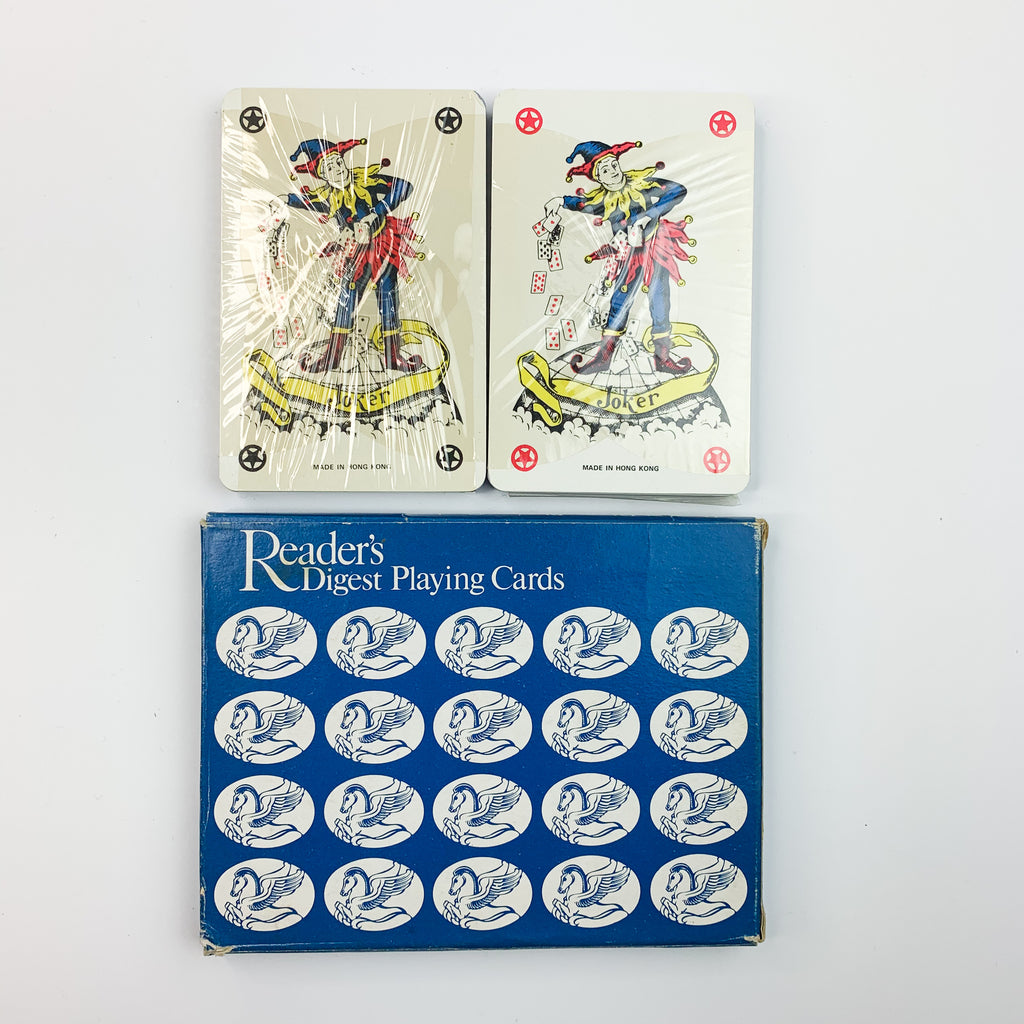 Joker
MADE IN HONG KONG
Joker
MADE IN HONG KONG
Reader's
Digest Playing Cards